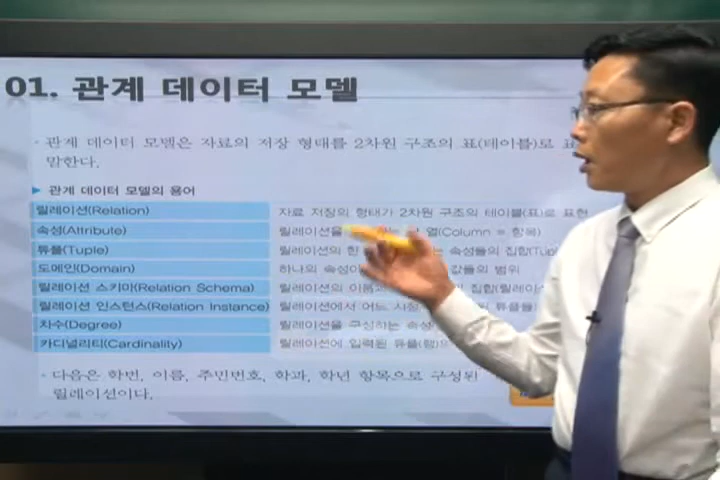 01. 관계 데이터 모델
· 관계 데이터 모델은 자료의 저장 형태를 2차원 구조의 표(테이블)로 표
말한다.
▶ 관계 데이터 모델의 용어
릴레이션(Relation) 자료 저장의 형태가 2차원 구조의 테이블(표)로 표현
속성(Attribute) 릴레이션을 열(Column = 항목)
튜플(Tuple) 릴레이션의 한 속성들의 집합(Tup
도메인(Domain) 하나의 속성이 값들의 범위
릴레이션 스키마(Relation Schema) 릴레이션의 이름과 집합(릴레이
릴레이션 인스턴스(Relation Instance) 릴레이션에서 어느 시점 튜플들
차수(Degree) 릴레이션을 구성하는 속성
카디널리티(Cardinality) 릴레이션에 입력된 튜플(행)의
· 다음은 학번, 이름, 주민번호, 학과, 학년 항목으로 구성된
릴레이션이다.